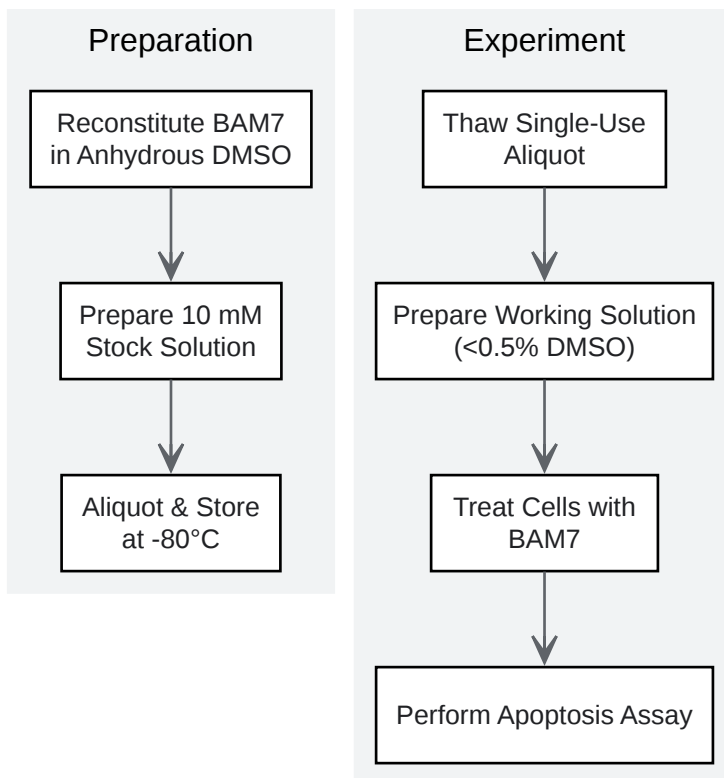 Preparation
Reconstitute BAM7
in Anhydrous DMSO
Prepare 10 mM
Stock Solution
Aliquot & Store
at -80°C
Experiment
Thaw Single-Use
Aliquot
Prepare Working Solution
(<0.5% DMSO)
Treat Cells with
BAM7
Perform Apoptosis Assay